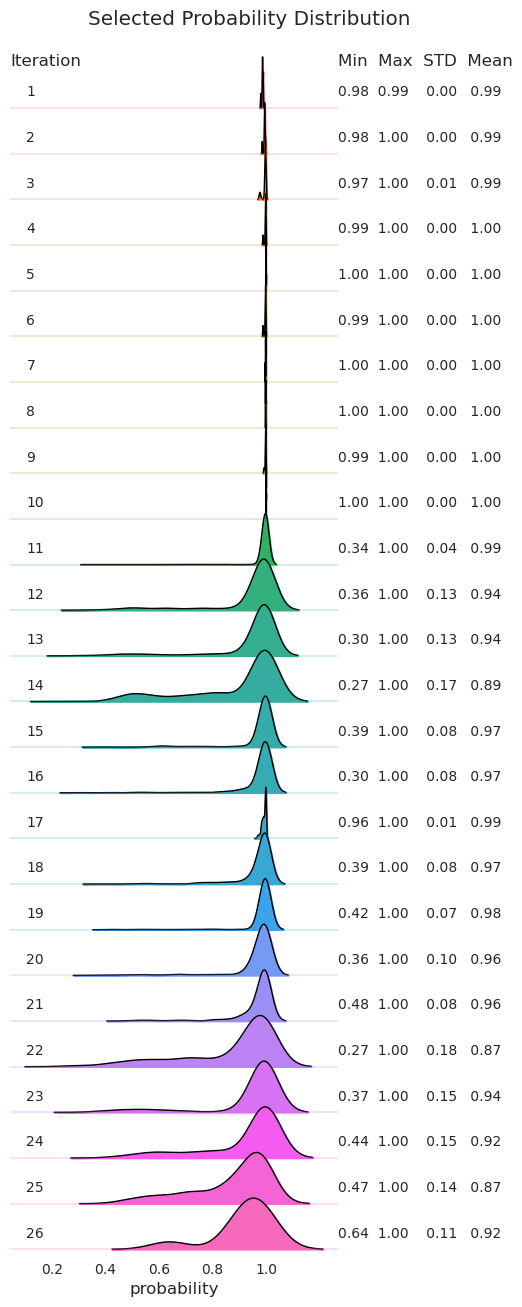 Selected Probability Distribution
Iteration Min Max STD Mean
1 0.98 0.99 0.00 0.99
2 0.98 1.00 0.00 0.99
3 0.97 1.00 0.01 0.99
4 0.99 1.00 0.00 1.00
5 1.00 1.00 0.00 1.00
6 0.99 1.00 0.00 1.00
7 1.00 1.00 0.00 1.00
8 1.00 1.00 0.00 1.00
9 0.99 1.00 0.00 1.00
10 1.00 1.00 0.00 1.00
11 0.34 1.00 0.04 0.99
12 0.36 1.00 0.13 0.94
13 0.30 1.00 0.13 0.94
14 0.27 1.00 0.17 0.89
15 0.39 1.00 0.08 0.97
16 0.30 1.00 0.08 0.97
17 0.96 1.00 0.01 0.99
18 0.39 1.00 0.08 0.97
19 0.42 1.00 0.07 0.98
20 0.36 1.00 0.10 0.96
21 0.48 1.00 0.08 0.96
22 0.27 1.00 0.18 0.87
23 0.37 1.00 0.15 0.94
24 0.44 1.00 0.15 0.92
25 0.47 1.00 0.14 0.87
26 0.64 1.00 0.11 0.92
0.2 0.4 0.6 0.8 1.0
probability